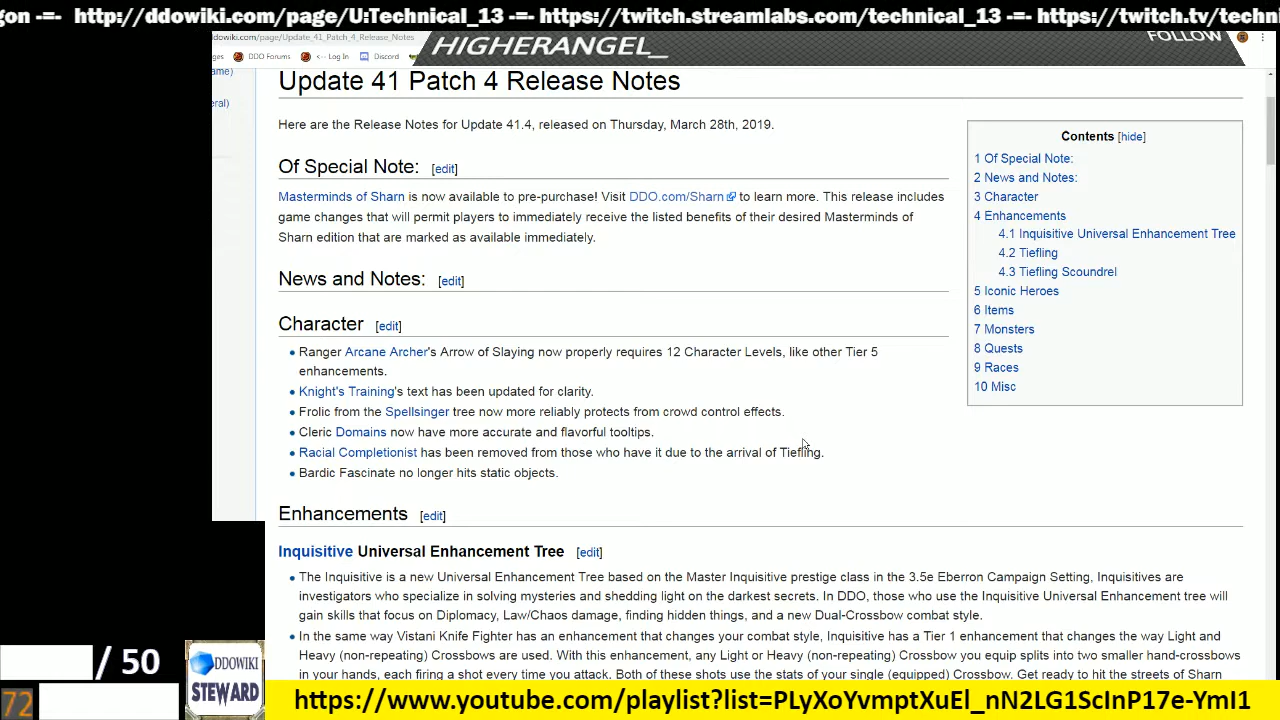 gon -=- http://ddowiki.com/page/U:Technical_13 -=- https://twitch.streamlabs.com/technical_13 -=- https://twitch.tv/techni
ddowiki.com/page/Update_41_Patch_4_Release_Notes
HIGHERANGEL_
FOLLOW
ges DDO Forums <-- Log In Discord
ame)
eral)
Update 41 Patch 4 Release Notes
Here are the Release Notes for Update 41.4, released on Thursday, March 28th, 2019.
Of Special Note: [edit]
Masterminds of Sharn is now available to pre-purchase! Visit DDO.com/Sharn to learn more. This release includes
game changes that will permit players to immediately receive the listed benefits of their desired Masterminds of
Sharn edition that are marked as available immediately.
News and Notes: [edit]
Character [edit]
• Ranger Arcane Archer's Arrow of Slaying now properly requires 12 Character Levels, like other Tier 5
enhancements.
• Knight's Training's text has been updated for clarity.
• Frolic from the Spellsinger tree now more reliably protects from crowd control effects.
• Cleric Domains now have more accurate and flavorful tooltips.
• Racial Completionist has been removed from those who have it due to the arrival of Tiefling.
• Bardic Fascinate no longer hits static objects.
Contents [hide]
1 Of Special Note:
2 News and Notes:
3 Character
4 Enhancements
4.1 Inquisitive Universal Enhancement Tree
4.2 Tiefling
4.3 Tiefling Scoundrel
5 Iconic Heroes
6 Items
7 Monsters
8 Quests
9 Races
10 Misc
Enhancements [edit]
Inquisitive Universal Enhancement Tree [edit]
• The Inquisitive is a new Universal Enhancement Tree based on the Master Inquisitive prestige class in the 3.5e Eberron Campaign Setting, Inquisitives are
investigators who specialize in solving mysteries and shedding light on the darkest secrets. In DDO, those who use the Inquisitive Universal Enhancement tree will
gain skills that focus on Diplomacy, Law/Chaos damage, finding hidden things, and a new Dual-Crossbow combat style.
• In the same way Vistani Knife Fighter has an enhancement that changes your combat style, Inquisitive has a Tier 1 enhancement that changes the way Light and
Heavy (non-repeating) Crossbows are used. With this enhancement, any Light or Heavy (non-repeating) Crossbow you equip splits into two smaller hand-crossbows
in your hands, each firing a shot every time you attack. Both of these shots use the stats of your single (equipped) Crossbow. Get ready to hit the streets of Sharn
/ 50
72
DDOWIKI
STEWARD
https://www.youtube.com/playlist?list=PLyXoYvmptXuEl_nN2LG1ScInP17e-YmI1